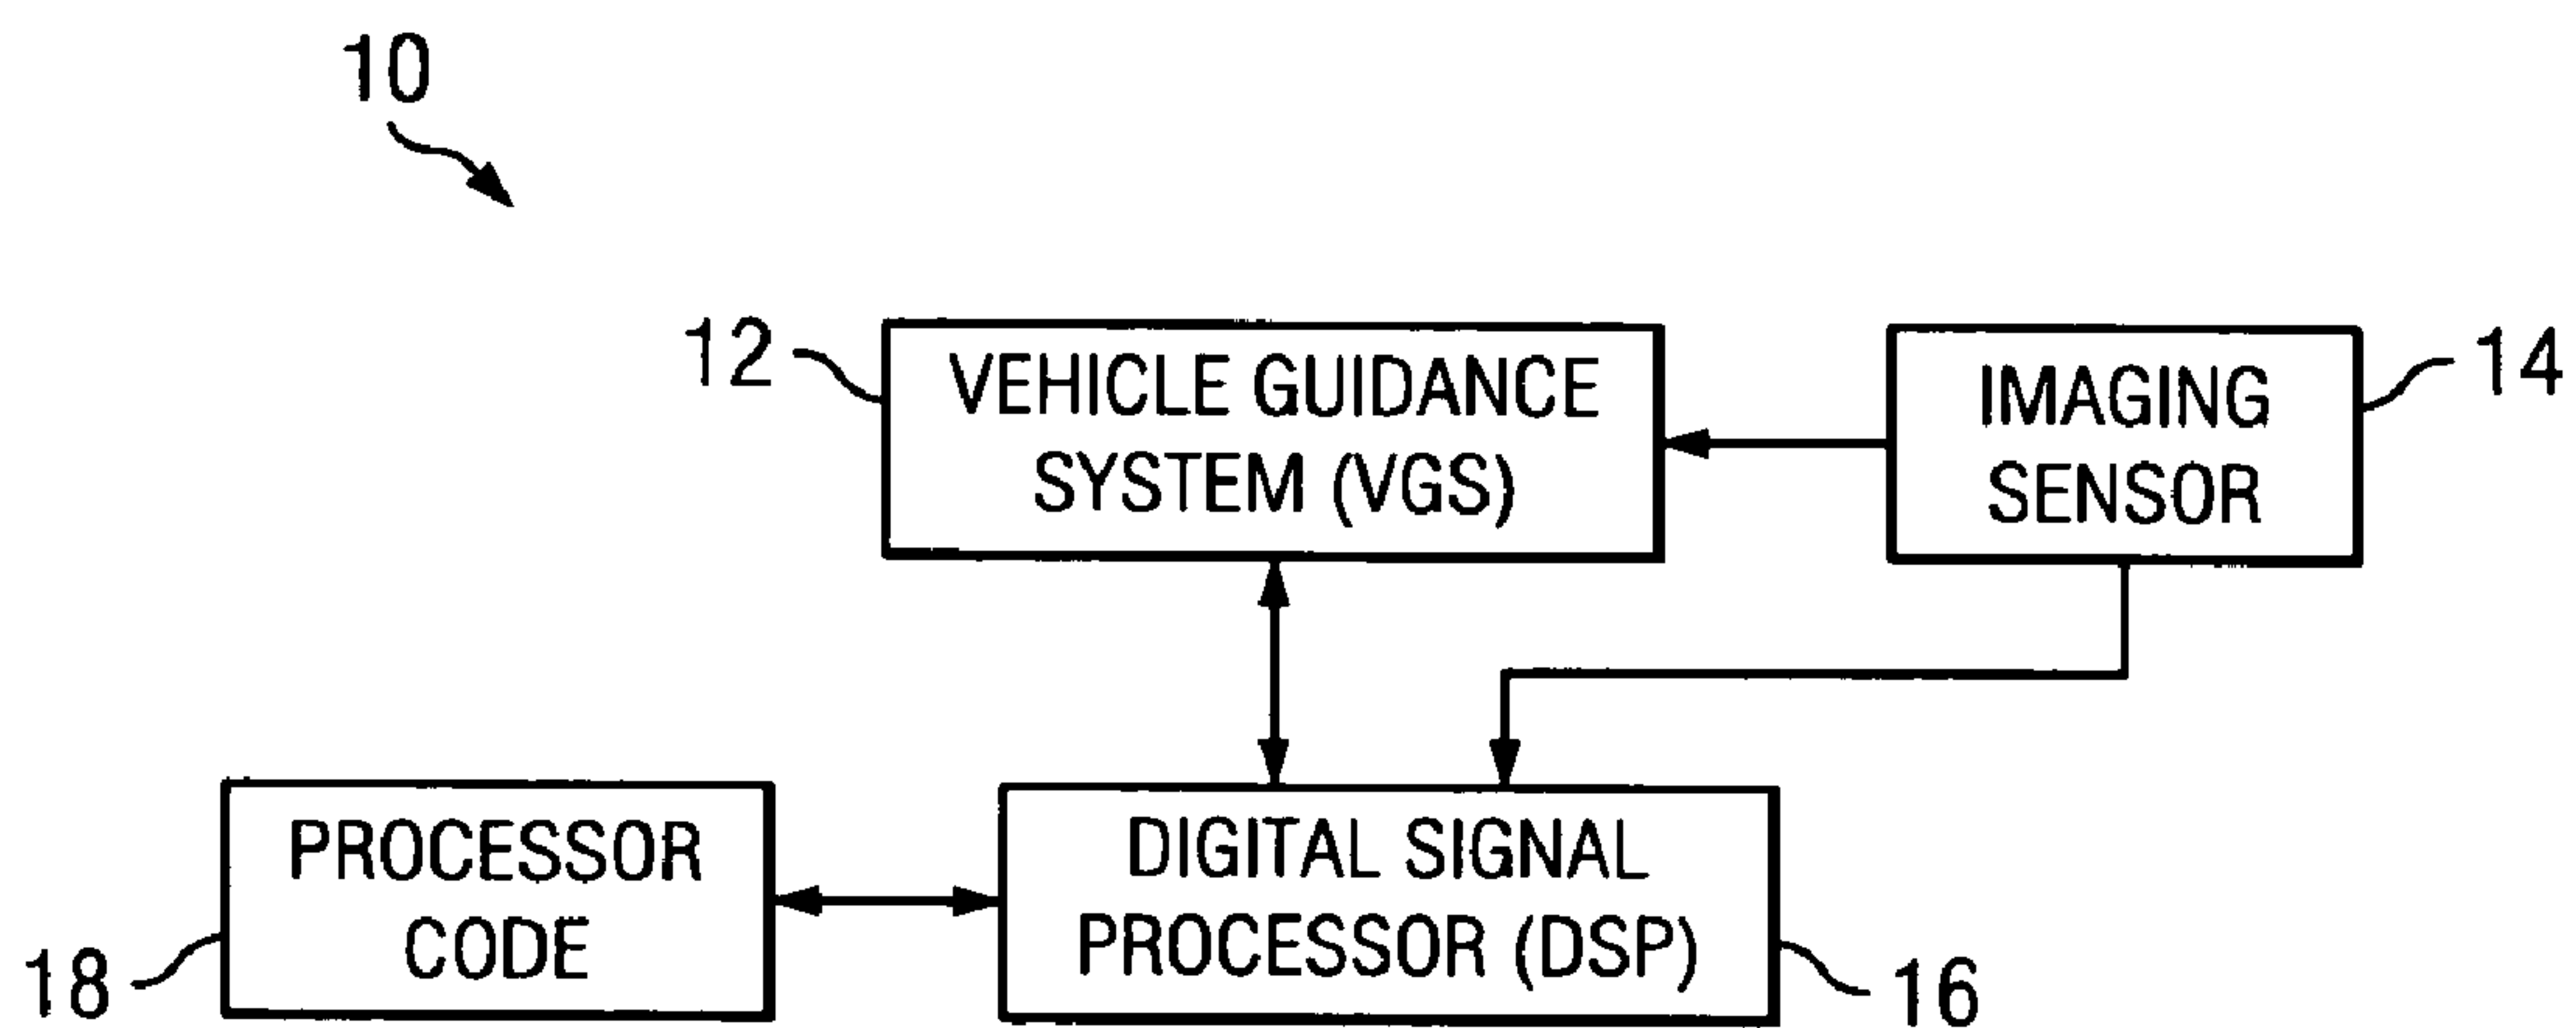 10
12
VEHICLE GUIDANCE
SYSTEM (VGS)
IMAGING
SENSOR
14
PROCESSOR
CODE
18
DIGITAL SIGNAL
PROCESSOR (DSP)
16